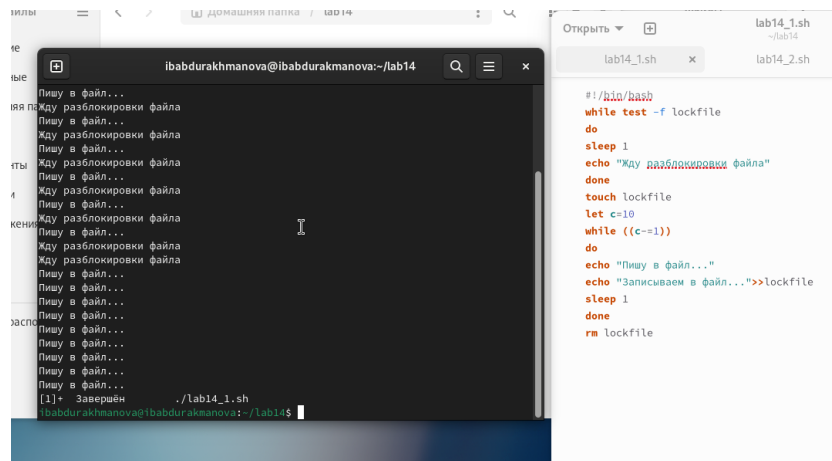 Домашняя папка / lab14
ibabdurakhmanova@ibabdurakmanova:~/lab14
Пишу в файл...
Жду разблокировки файла
Пишу в файл...
Жду разблокировки файла
Пишу в файл...
Жду разблокировки файла
Пишу в файл...
Жду разблокировки файла
Пишу в файл...
Жду разблокировки файла
Пишу в файл...
Жду разблокировки файла
Жду разблокировки файла
Пишу в файл...
Пишу в файл...
Пишу в файл...
Пишу в файл...
Пишу в файл...
Пишу в файл...
Пишу в файл...
Пишу в файл...
Пишу в файл...
[1]+  Завершён        ./lab14_1.sh
ibabdurakhmanova@ibabdurakmanova:~/lab14$
Открыть
lab14_1.sh
~/lab14
lab14_1.sh
lab14_2.sh
#!/bin/bash
while test -f lockfile
do
sleep 1
echo "Жду разблокировки файла"
done
touch lockfile
let c=10
while ((c-=1))
do
echo "Пишу в файл..."
echo "Записываем в файл...">>lockfile
sleep 1
done
rm lockfile